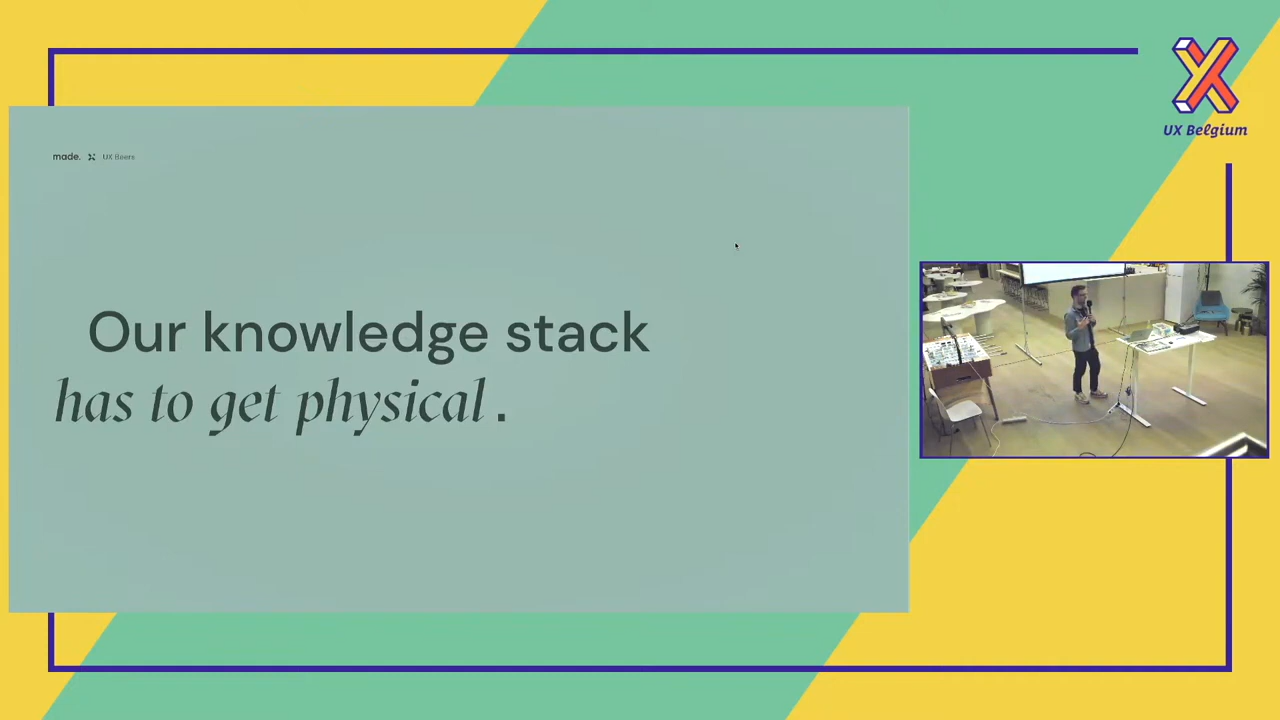 made. X UX Beers
Our knowledge stack
has to get physical.
UX Belgium